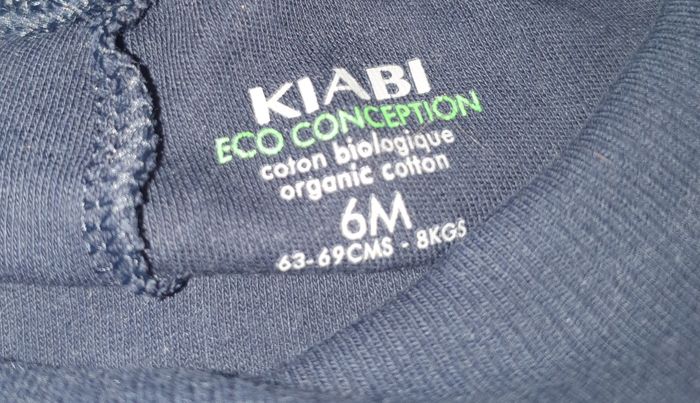 KIABI
ECO CONCEPTION
coton biologique
organic cotton
6M
63-69CMS - 8KGS